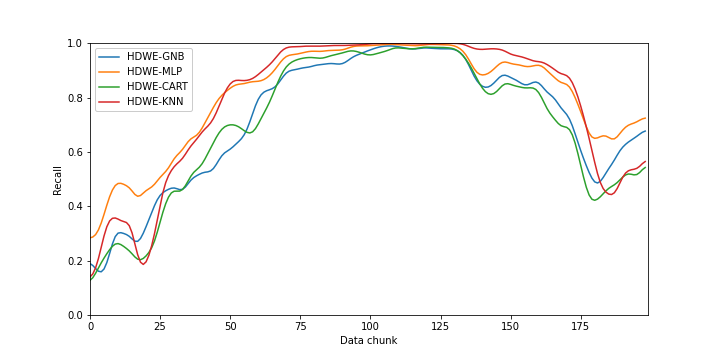 HDWE-GNB
HDWE-MLP
HDWE-CART
HDWE-KNN
Recall
1.0
0.8
0.6
0.4
0.2
0.0
0 25 50 75 100 125 150 175
Data chunk